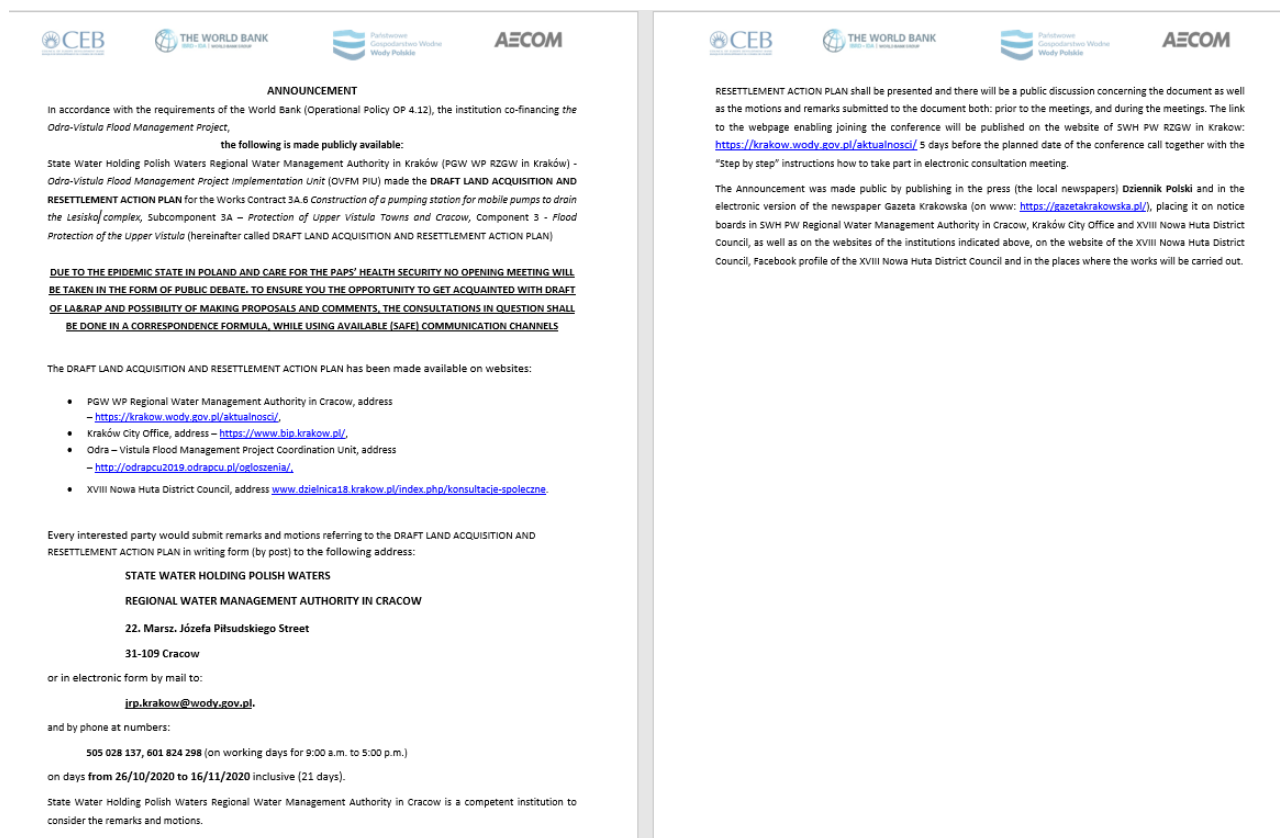 CEB
THE WORLD BANK
IBRD • IDA | WORLD BANK GROUP
Państwowe
Gospodarstwo Wodne
Wody Polskie
AECOM
ANNOUNCEMENT
In accordance with the requirements of the World Bank (Operational Policy OP 4.12), the institution co-financing the
Odra-Vistula Flood Management Project,
the following is made publicly available:
State Water Holding Polish Waters Regional Water Management Authority in Kraków (PGW WP RZGW in Kraków) -
Odra-Vistula Flood Management Project Implementation Unit (OVFM PIU) made the DRAFT LAND ACQUISITION AND
RESETTLEMENT ACTION PLAN for the Works Contract 3A.6 Construction of a pumping station for mobile pumps to drain
the Lesisko complex, Subcomponent 3A – Protection of Upper Vistula Towns and Cracow, Component 3 - Flood
Protection of the Upper Vistula (hereinafter called DRAFT LAND ACQUISITION AND RESETTLEMENT ACTION PLAN)
DUE TO THE EPIDEMIC STATE IN POLAND AND CARE FOR THE PAPS' HEALTH SECURITY NO OPENING MEETING WILL
BE TAKEN IN THE FORM OF PUBLIC DEBATE. TO ENSURE YOU THE OPPORTUNITY TO GET ACQUAINTED WITH DRAFT
OF LA&RAP AND POSSIBILITY OF MAKING PROPOSALS AND COMMENTS, THE CONSULTATIONS IN QUESTION SHALL
BE DONE IN A CORRESPONDENCE FORMULA, WHILE USING AVAILABLE (SAFE) COMMUNICATION CHANNELS
The DRAFT LAND ACQUISITION AND RESETTLEMENT ACTION PLAN has been made available on websites:
• PGW WP Regional Water Management Authority in Cracow, address
– https://krakow.wody.gov.pl/aktualnosci/,
• Kraków City Office, address – https://www.bip.krakow.pl/,
• Odra – Vistula Flood Management Project Coordination Unit, address
– http://odrapcu2019.odrapcu.pl/ogloszenia/,
• XVIII Nowa Huta District Council, address www.dzielnica18.krakow.pl/index.php/konsultacje-spoleczne.
Every interested party would submit remarks and motions referring to the DRAFT LAND ACQUISITION AND
RESETTLEMENT ACTION PLAN in writing form (by post) to the following address:
STATE WATER HOLDING POLISH WATERS
REGIONAL WATER MANAGEMENT AUTHORITY IN CRACOW
22. Marsz. Józefa Piłsudskiego Street
31-109 Cracow
or in electronic form by mail to:
jrp.krakow@wody.gov.pl.
and by phone at numbers:
505 028 137, 601 824 298 (on working days for 9:00 a.m. to 5:00 p.m.)
on days from 26/10/2020 to 16/11/2020 inclusive (21 days).
State Water Holding Polish Waters Regional Water Management Authority in Cracow is a competent institution to
consider the remarks and motions.
CEB
THE WORLD BANK
IBRD • IDA | WORLD BANK GROUP
Państwowe
Gospodarstwo Wodne
Wody Polskie
AECOM
RESETTLEMENT ACTION PLAN shall be presented and there will be a public discussion concerning the document as well
as the motions and remarks submitted to the document both: prior to the meetings, and during the meetings. The link
to the webpage enabling joining the conference will be published on the website of SWH PW RZGW in Krakow:
https://krakow.wody.gov.pl/aktualnosci/ 5 days before the planned date of the conference call together with the
"Step by step" instructions how to take part in electronic consultation meeting.
The Announcement was made public by publishing in the press (the local newspapers) Dziennik Polski and in the
electronic version of the newspaper Gazeta Krakowska (on www: https://gazetakrakowska.pl/), placing it on notice
boards in SWH PW Regional Water Management Authority in Cracow, Kraków City Office and XVIII Nowa Huta District
Council, as well as on the websites of the institutions indicated above, on the website of the XVIII Nowa Huta District
Council, Facebook profile of the XVIII Nowa Huta District Council and in the places where the works will be carried out.